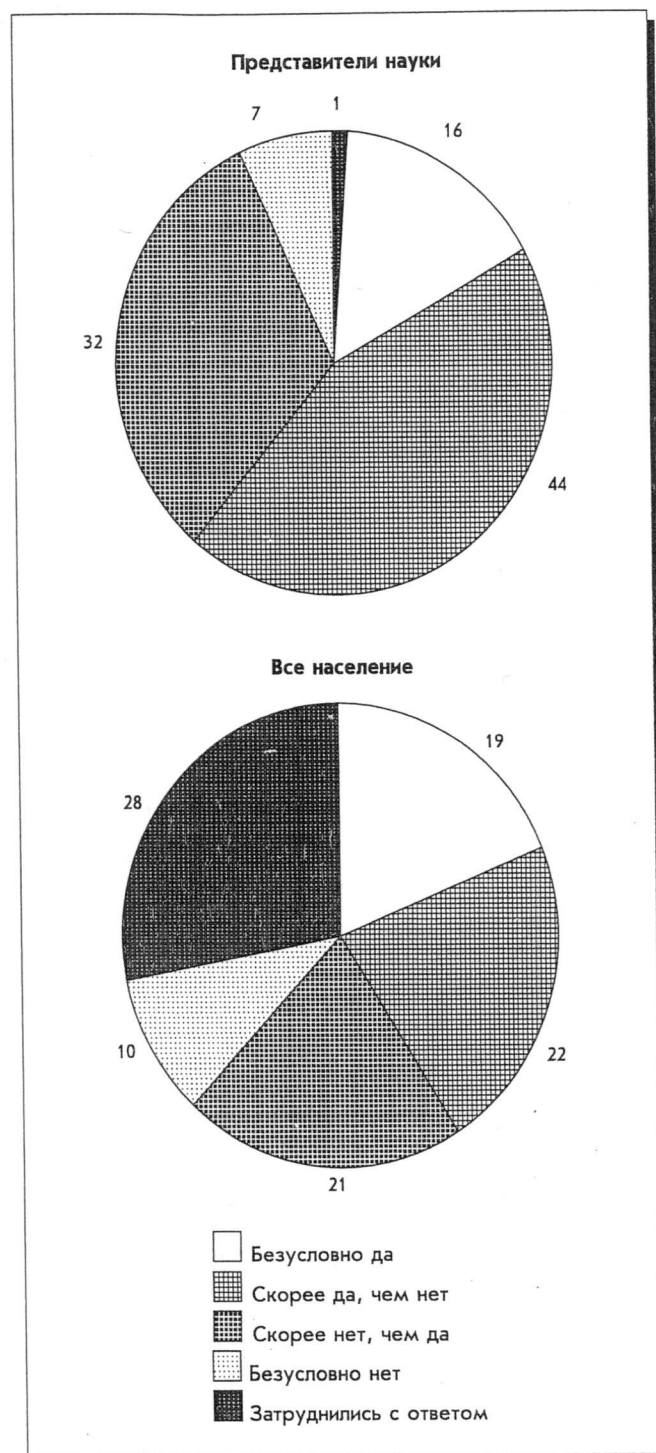 Представители науки
7
1
16
32
44
Все население
19
28
10
22
21
Безусловно да
Скорее да, чем нет
Скорее нет, чем да
Безусловно нет
Затруднились с ответом